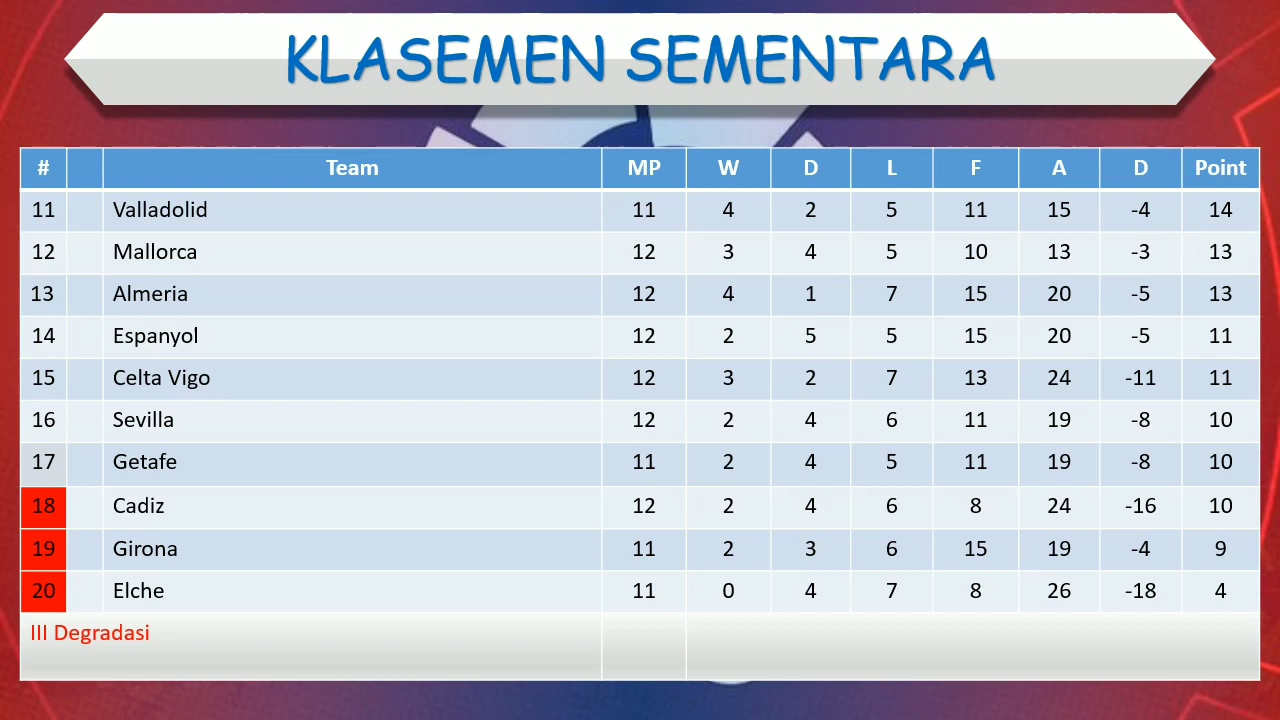 KLASEMEN SEMENTARA
# Team MP W D L F A D Point
11 Valladolid 11 4 2 5 11 15 -4 14
12 Mallorca 12 3 4 5 10 13 -3 13
13 Almeria 12 4 1 7 15 20 -5 13
14 Espanyol 12 2 5 5 15 20 -5 11
15 Celta Vigo 12 3 2 7 13 24 -11 11
16 Sevilla 12 2 4 6 11 19 -8 10
17 Getafe 11 2 4 5 11 19 -8 10
18 Cadiz 12 2 4 6 8 24 -16 10
19 Girona 11 2 3 6 15 19 -4 9
20 Elche 11 0 4 7 8 26 -18 4
III Degradasi